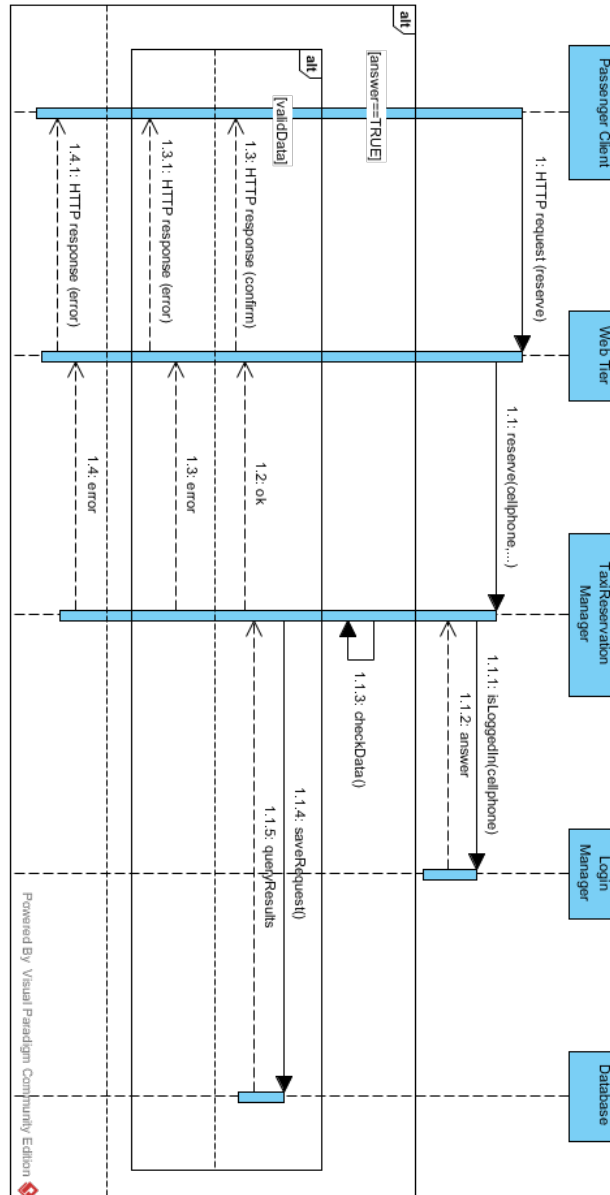 Passenger Client
Web Tier
TaxiReservation
Manager
Login
Manager
Database
1: HTTP request (reserve)
1.1: reserve(cellphone,...)
1.1.1: isLoggedIn(cellphone)
1.1.2: answer
alt
[answer==TRUE]
1.1.3: checkData()
alt
[validData]
1.1.4: saveRequest()
1.1.5: queryResults
1.2: ok
1.3: HTTP response (confirm)
1.3: error
1.3.1: HTTP response (error)
1.4: error
1.4.1: HTTP response (error)
Powered By Visual Paradigm Community Edition